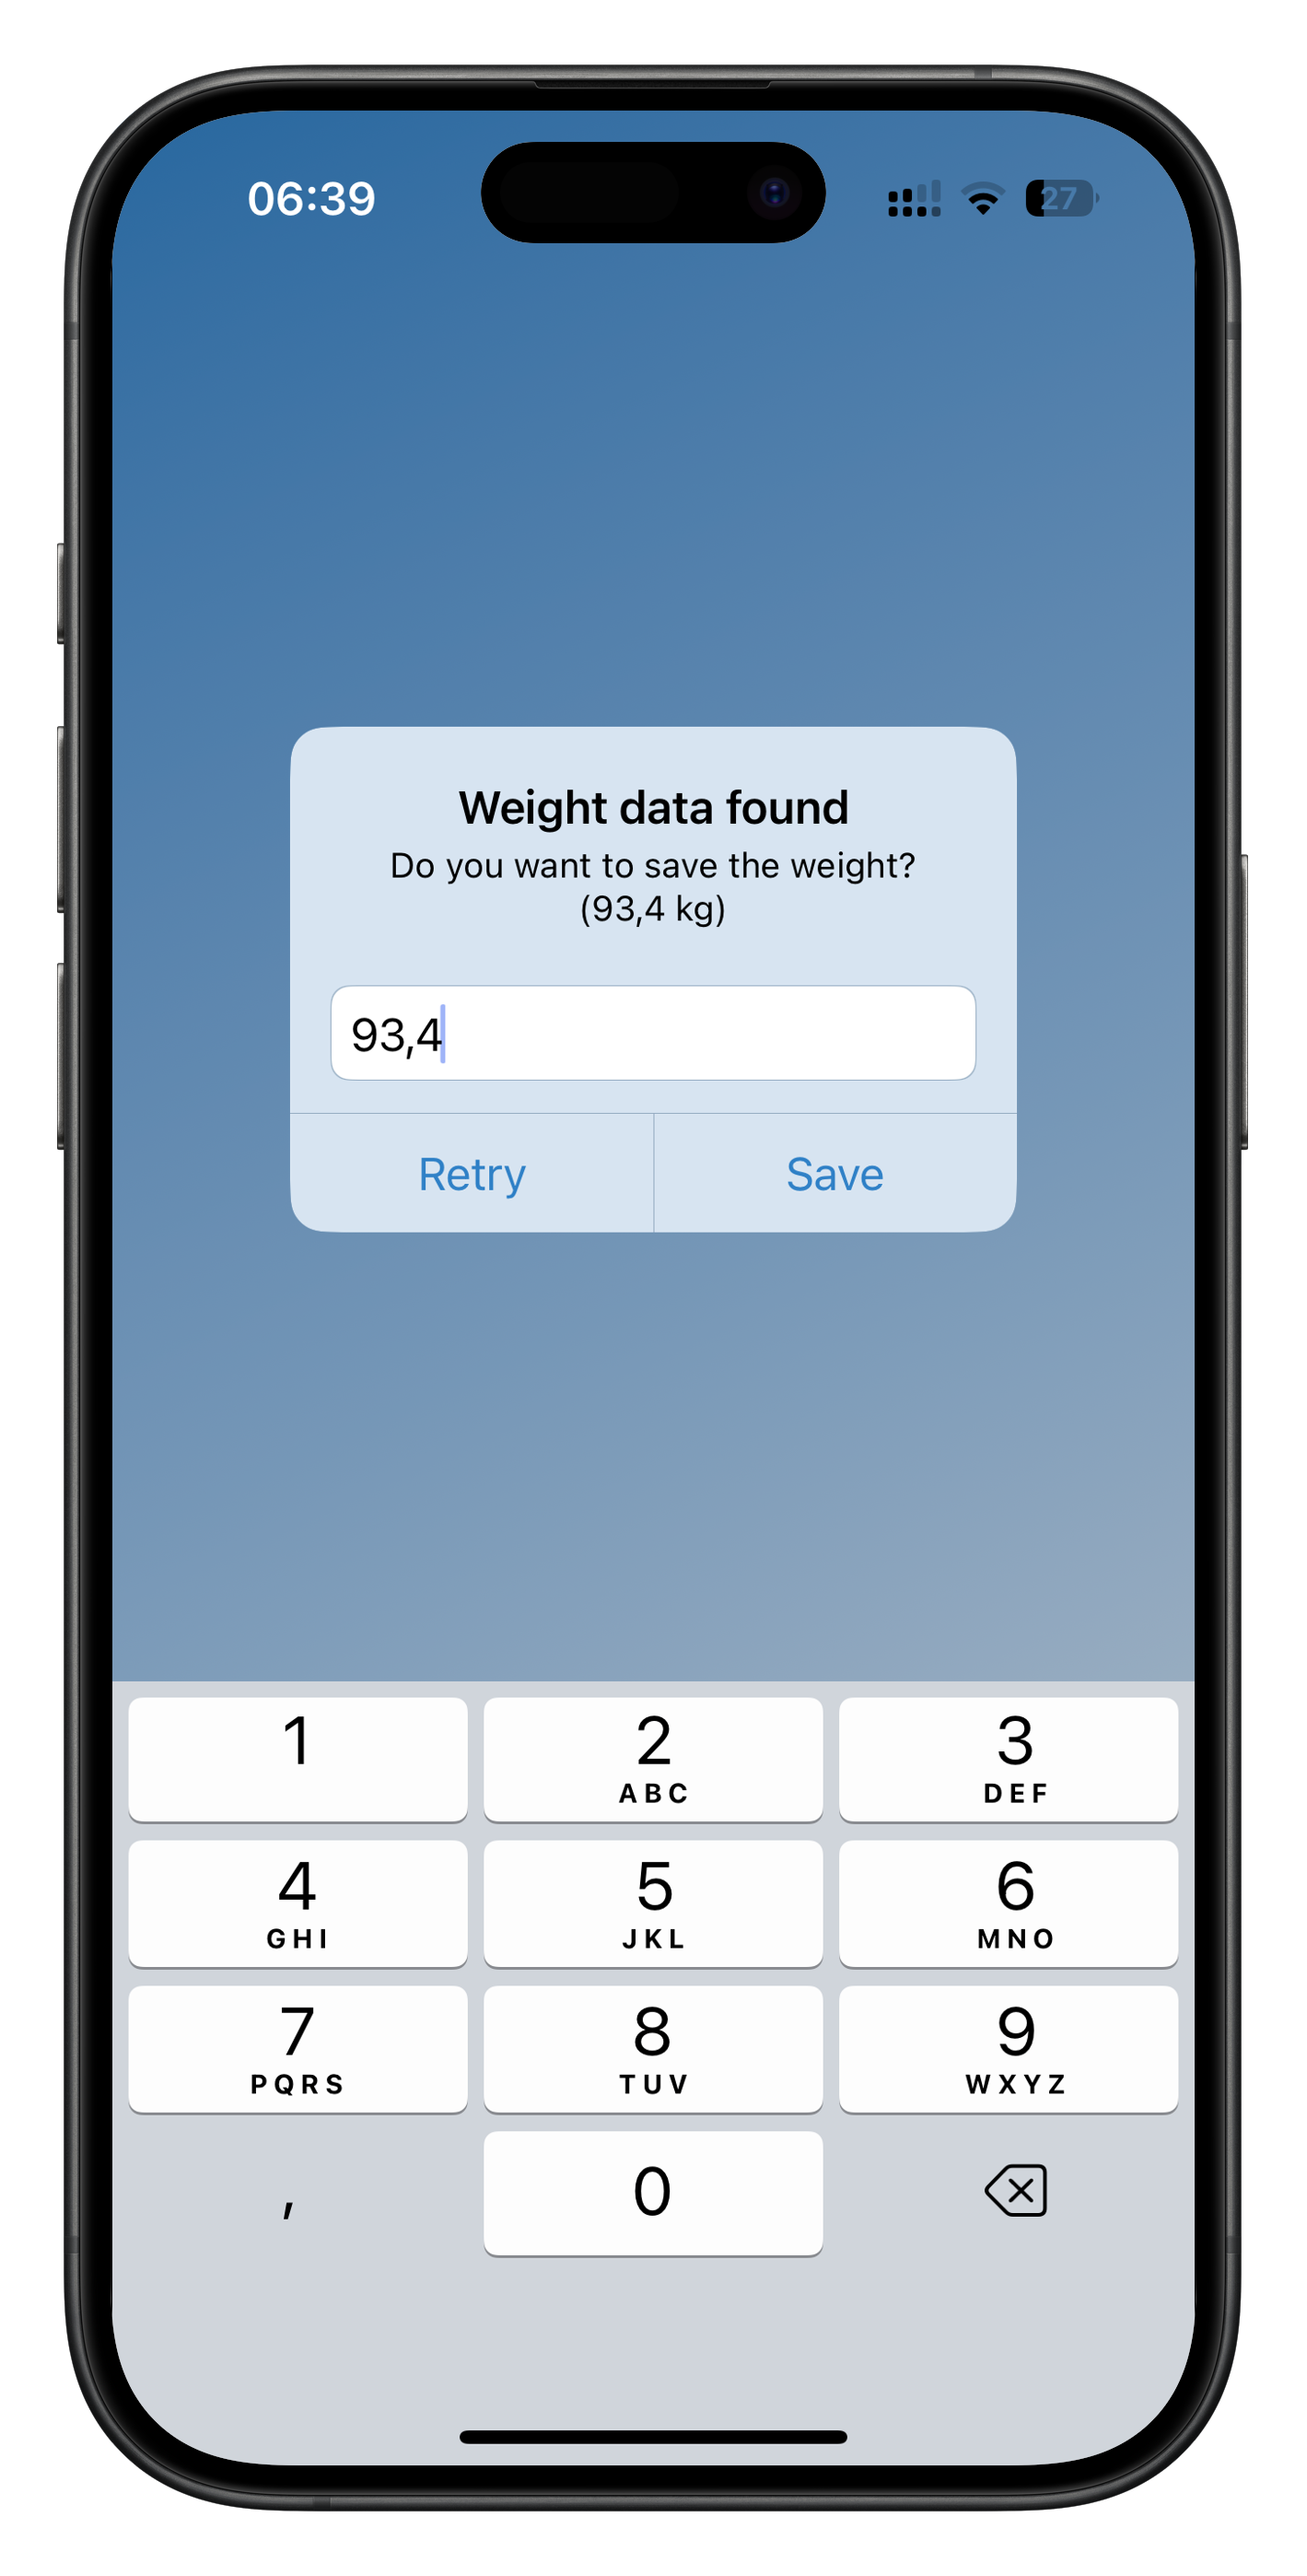 06:39
27
Weight data found
Do you want to save the weight?
(93,4 kg)
93,4
Retry
Save
1
2
ABC
3
DEF
4
GHI
5
JKL
6
MNO
7
PQRS
8
TUV
9
WXYZ
,
0